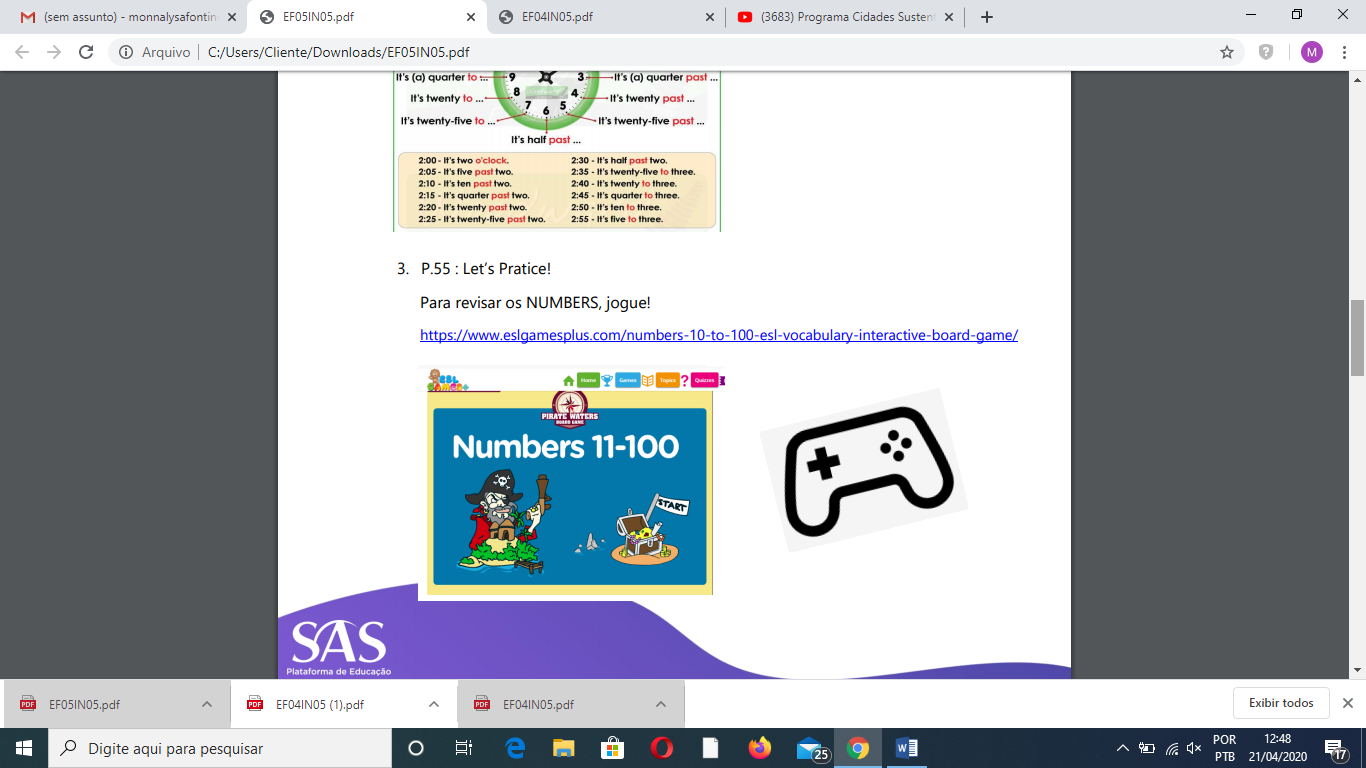 (sem assunto) - monnalysafontin
EF05IN05.pdf
EF04IN05.pdf
(3683) Programa Cidades Sustent
Arquivo
C:/Users/Cliente/Downloads/EF05IN05.pdf
M
It's (a) quarter to ...
9
3
It's (a) quarter past ...
It's twenty to ...
8
4
It's twenty past ...
It's twenty-five to ...
7
6
5
It's twenty-five past ...
It's half past ...
2:00 - It's two o'clock.
2:05 - It's five past two.
2:10 - It's ten past two.
2:15 - It's quarter past two.
2:20 - It's twenty past two.
2:25 - It's twenty-five past two.
2:30 - It's half past two.
2:35 - It's twenty-five to three.
2:40 - It's twenty to three.
2:45 - It's quarter to three.
2:50 - It's ten to three.
2:55 - It's five to three.
3. P.55 : Let's Pratice!
Para revisar os NUMBERS, jogue!
https://www.eslgamesplus.com/numbers-10-to-100-esl-vocabulary-interactive-board-game/
ESL GAMES+
Home
Games
Topics
Quizzes
PIRATE WATERS
BOARD GAME
Numbers 11-100
START
SAS
Plataforma de Educação
EF05IN05.pdf
EF04IN05 (1).pdf
EF04IN05.pdf
Exibir todos
Digite aqui para pesquisar
25
POR
PTB
12:48
21/04/2020
17